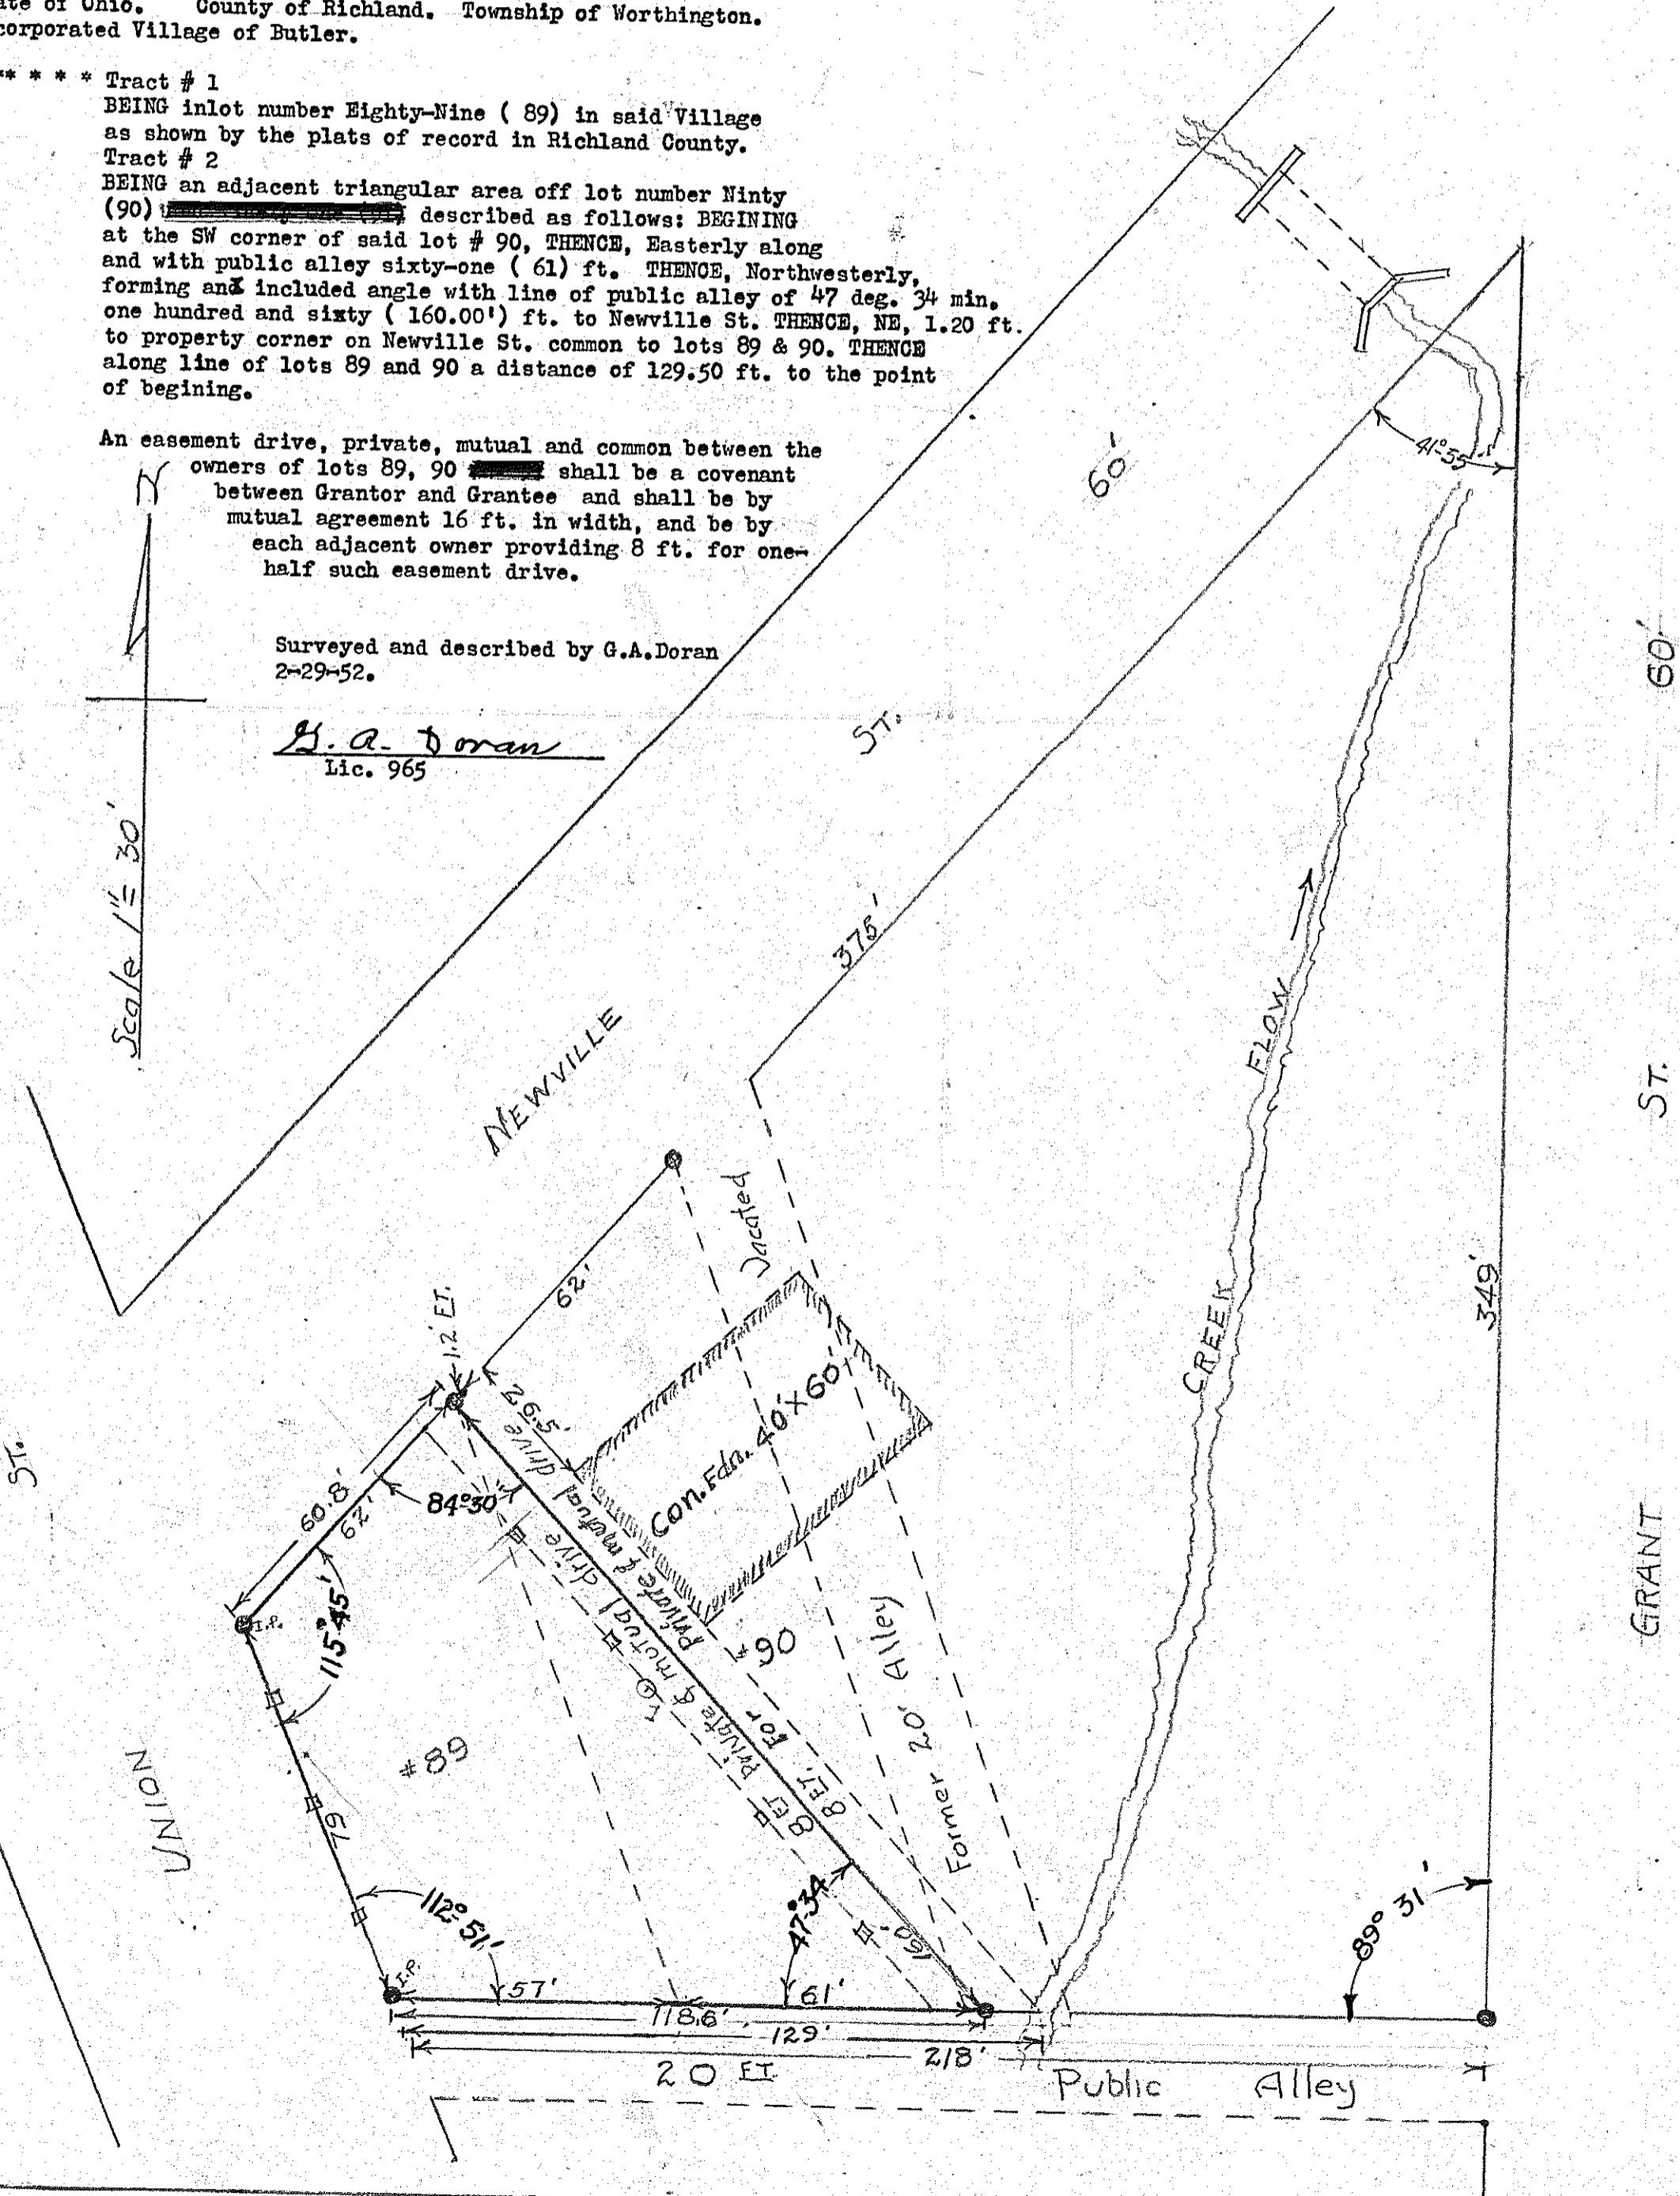 ate of Ohio. County of Richland. Township of Worthington.
corporated Village of Butler.
** * * * Tract # 1
BEING inlot number Eighty-Nine ( 89) in said Village
as shown by the plats of record in Richland County.
Tract # 2
BEING an adjacent triangular area off lot number Ninty
(90) described as follows: BEGINING
at the SW corner of said lot # 90, THENCE, Easterly along
and with public alley sixty-one ( 61) ft. THENCE, Northwesterly,
forming an included angle with line of public alley of 47 deg. 34 min.
one hundred and sixty ( 160.00') ft. to Newville St. THENCE, NE, 1.20 ft.
to property corner on Newville St. common to lots 89 & 90. THENCE
along line of lots 89 and 90 a distance of 129.50 ft. to the point
of begining.
An easement drive, private, mutual and common between the
owners of lots 89, 90 shall be a covenant
between Grantor and Grantee and shall be by
mutual agreement 16 ft. in width, and be by
each adjacent owner providing 8 ft. for one-
half such easement drive.
N
Surveyed and described by G.A.Doran
2-29-52.
G. A. Doran
Lic. 965
Scale 1"= 30'
60'
41°-55'
ST.
60'
375'
NEWVILLE
FLOW
ST.
Vacated
62'
1.2' FT.
349'
CREEK
26.5'
Con. Fdn. 40'X60'
ST.
60.8'
62'
84°30'
drive
Private & mutual
drive
Private & mutual
I.P.
115°45'
#90
Former 20' Alley
GRANT
#89
UNION
8 FT. For
8 FT
79'
112°51'
47°34'
160'
89° 31'
I.P.
57'
61'
118.6'
129'
218'
20 FT
Public Alley